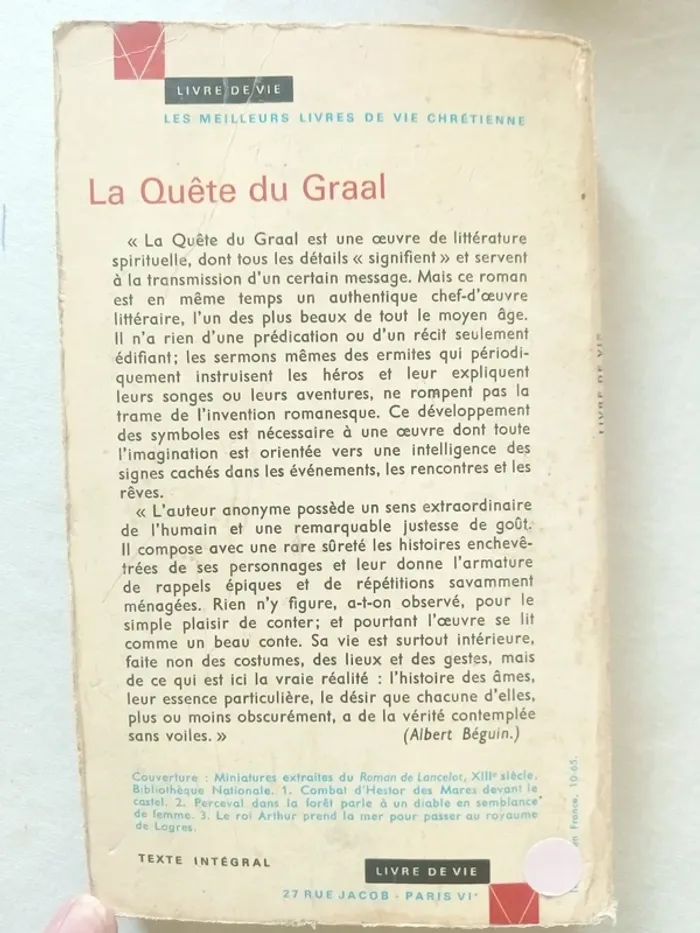 LIVRE DE VIE
LES MEILLEURS LIVRES DE VIE CHRÉTIENNE
La Quête du Graal
« La Quête du Graal est une œuvre de littérature
spirituelle, dont tous les détails « signifient » et servent
à la transmission d'un certain message. Mais ce roman
est en même temps un authentique chef-d'œuvre
littéraire, l'un des plus beaux de tout le moyen âge.
Il n'a rien d'une prédication ou d'un récit seulement
édifiant; les sermons mêmes des ermites qui périodi-
quement instruisent les héros et leur expliquent
leurs songes ou leurs aventures, ne rompent pas la
trame de l'invention romanesque. Ce développement
des symboles est nécessaire à une œuvre dont toute
l'imagination est orientée vers une intelligence des
signes cachés dans les événements, les rencontres et les
rêves.
« L'auteur anonyme possède un sens extraordinaire
de l'humain et une remarquable justesse de goût.
Il compose avec une rare sûreté les histoires enchevê-
trées de ses personnages et leur donne l'armature
de rappels épiques et de répétitions savamment
ménagées. Rien n'y figure, a-t-on observé, pour le
simple plaisir de conter; et pourtant l'œuvre se lit
comme un beau conte. Sa vie est surtout intérieure,
faite non des costumes, des lieux et des gestes, mais
de ce qui est ici la vraie réalité : l'histoire des âmes,
leur essence particulière, le désir que chacune d'elles,
plus ou moins obscurément, a de la vérité contemplée
sans voiles. » (Albert Béguin.)
Couverture : Miniatures extraites du Roman de Lancelot, XIIIe siècle.
Bibliothèque Nationale. 1. Combat d'Hestor des Mares devant le
castel. 2. Perceval dans la forêt parle à un diable en semblance
de femme. 3. Le roi Arthur prend la mer pour passer au royaume
de Logres.
TEXTE INTÉGRAL
LIVRE DE VIE
27 RUE JACOB - PARIS VIe
en France, 10-65.
LIVRE DE VIE